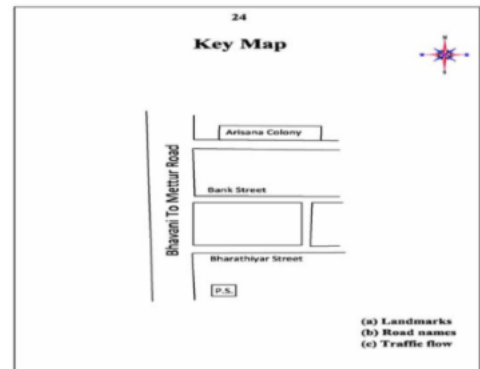 24
Key Map
Arisana Colony
Bhavani To Mettur Road
Bank Street
Bharathiyar Street
P.S.
(a) Landmarks
(b) Road names
(c) Traffic flow